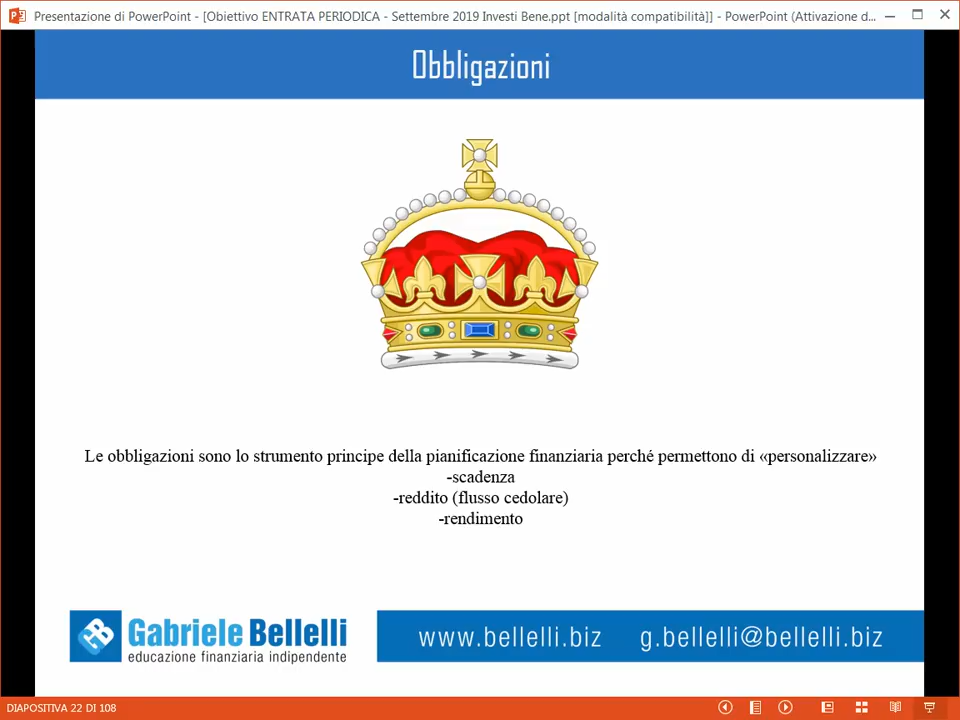 Presentazione di PowerPoint - [Obiettivo ENTRATA PERIODICA - Settembre 2019 Investi Bene.ppt [modalità compatibilità]] - PowerPoint (Attivazione d...
Obbligazioni
Le obbligazioni sono lo strumento principe della pianificazione finanziaria perché permettono di «personalizzare»
-scadenza
-reddito (flusso cedolare)
-rendimento
GB Gabriele Bellelli
educazione finanziaria indipendente
www.bellelli.biz g.bellelli@bellelli.biz
DIAPOSITIVA 22 DI 108